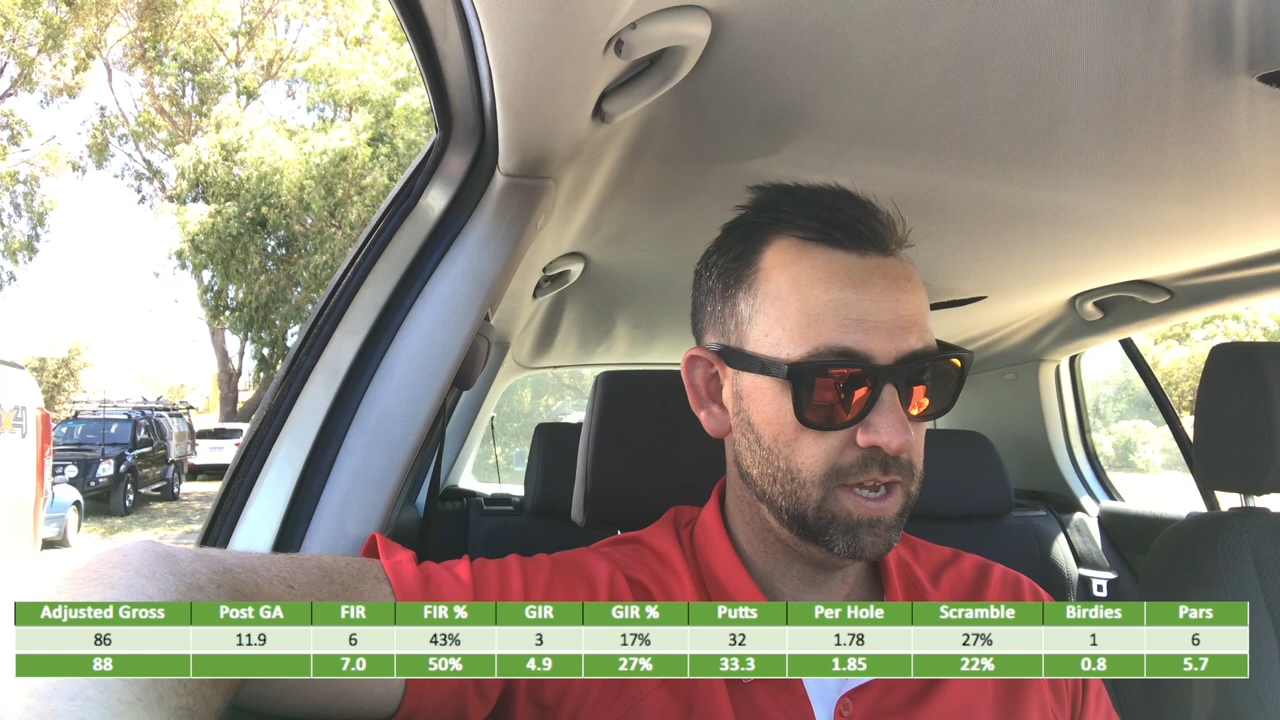 Adjusted Gross Post GA FIR FIR % GIR GIR % Putts Per Hole Scramble Birdies Pars
86 11.9 6 43% 3 17% 32 1.78 27% 1 6
88 7.0 50% 4.9 27% 33.3 1.85 22% 0.8 5.7